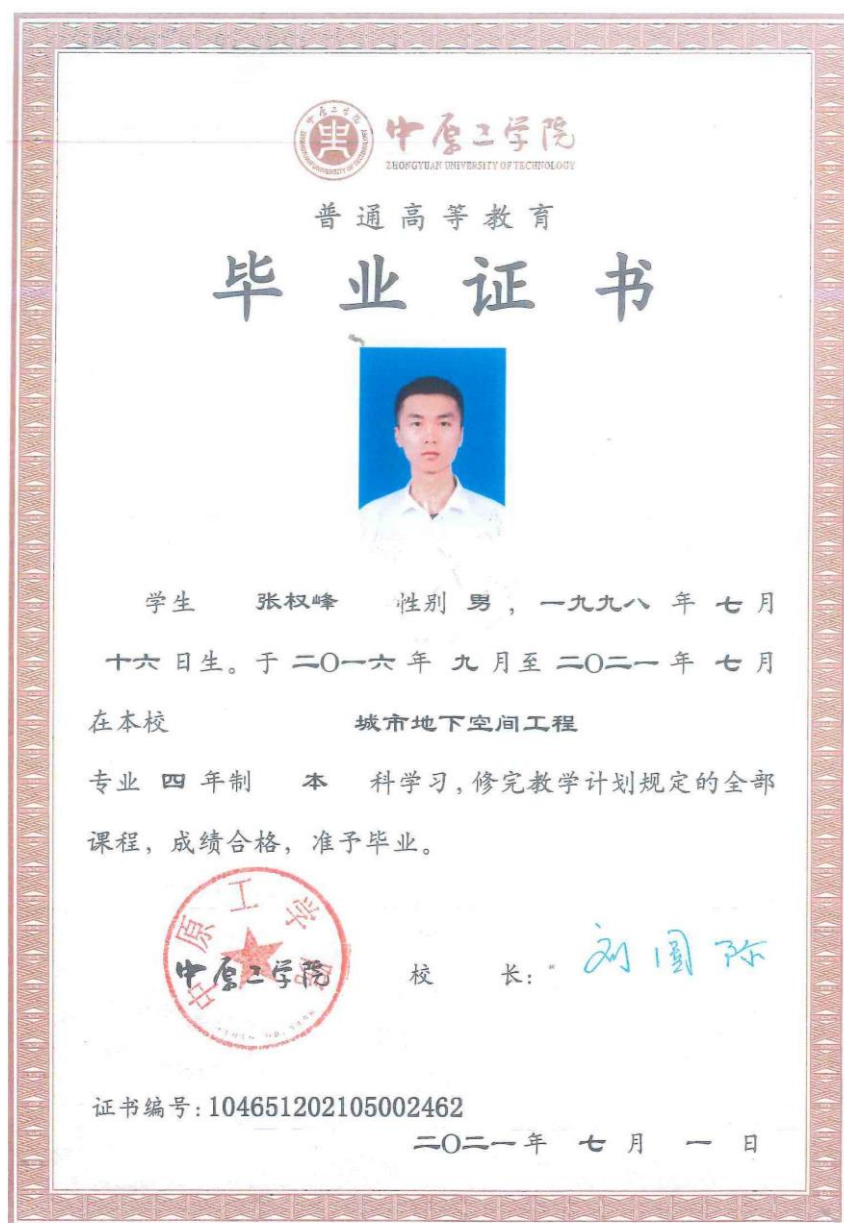 中原工学院
ZHONGYUAN UNIVERSITY OF TECHNOLOGY
普通高等教育
毕业证书
学生 张权峰 性别 男 ，一九九八 年 七 月
十六 日生。于 二〇一六 年 九 月至 二〇二一 年 七 月
在本校 城市地下空间工程
专业 四 年制 本 科学习，修完教学计划规定的全部
课程，成绩合格，准予毕业。
中原工学院
中原工学院 校 长： 刘国际
证书编号：104651202105002462
二〇二一 年 七 月 一 日